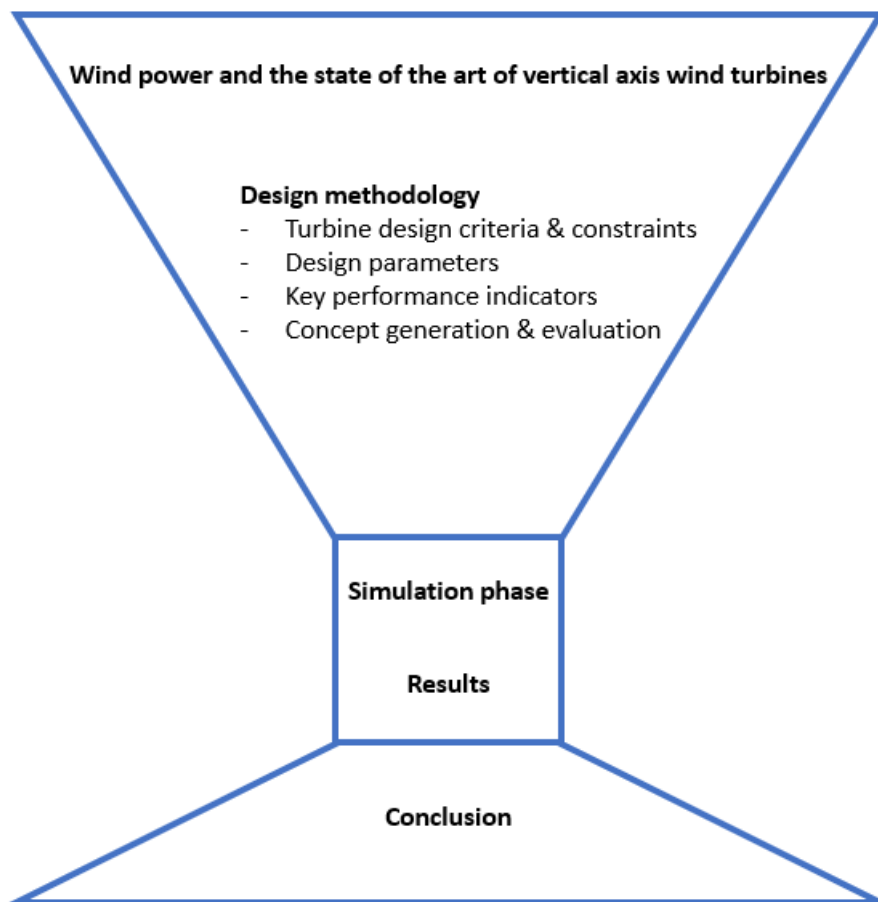 Wind power and the state of the art of vertical axis wind turbines
Design methodology
- Turbine design criteria & constraints
- Design parameters
- Key performance indicators
- Concept generation & evaluation
Simulation phase
Results
Conclusion